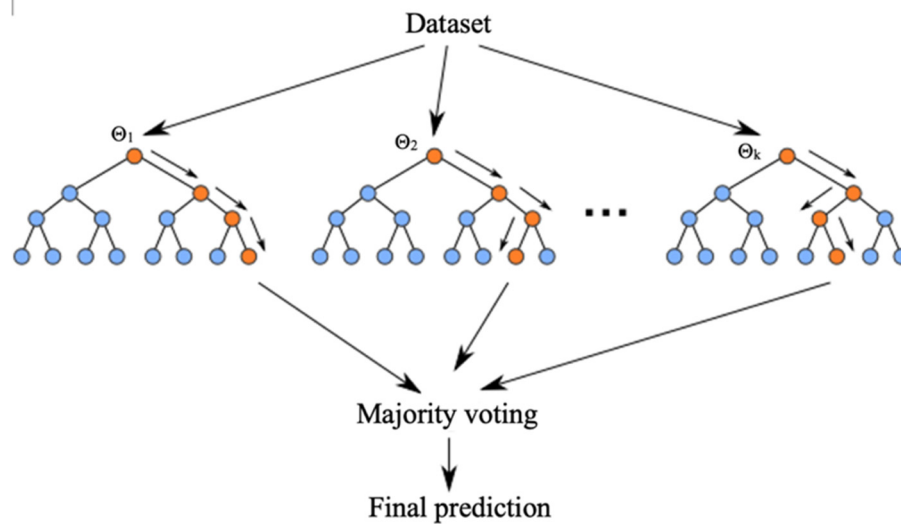 Dataset
Θ1
Θ2
Θk
...
Majority voting
Final prediction